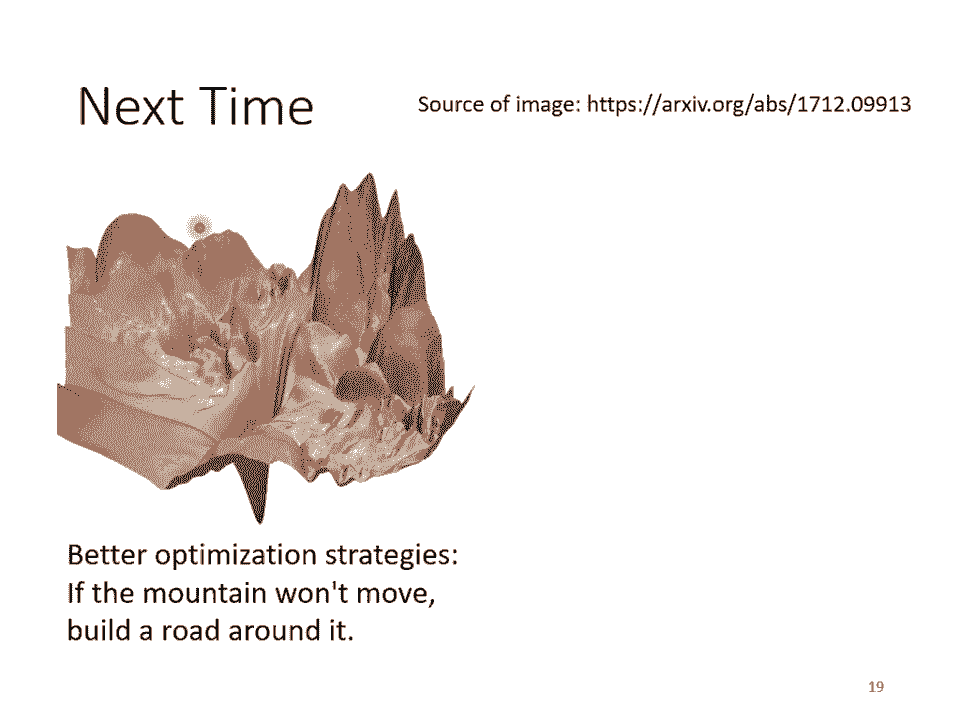 Next Time
Source of image: https://arxiv.org/abs/1712.09913
Better optimization strategies:
If the mountain won't move,
build a road around it.
19